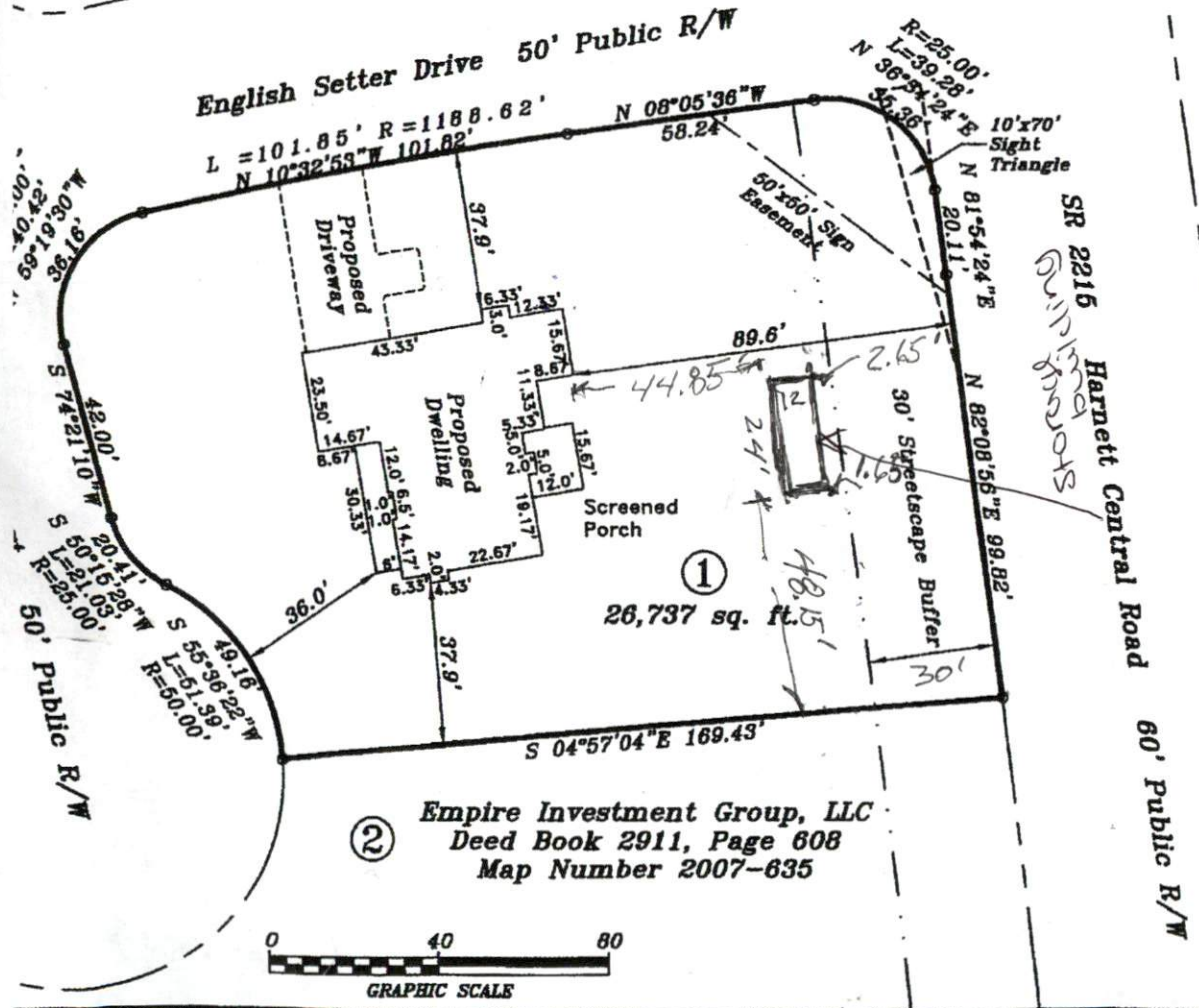 English Setter Drive 50' Public R/W
L =101.85' R=1188.62'
N 10°32'53"W 101.82'
N 08°05'36"W
58.24'
R=25.00'
L=39.28'
N 36°54'24"E
35.36'
10'x70'
Sight
Triangle
N 81°54'24"E
20.11'
SR 2215 Harnett Central Road 60' Public R/W
Storage
Building
50'x60' Sign
Easement
.00'
40.42'
59°19'30"W
36.16'
Proposed
Driveway
37.9'
6.33'
3.0'
12.33'
15.67'
43.33'
8.67'
89.6'
44.85'
2.65'
12
24'
1.65'
48.15'
30' Streetscape Buffer
30'
N 82°08'56"E 99.82'
23.50'
11.33'
5.33'
5.0'
2.0'
5.0'
15.67'
12.0'
Proposed
Dwelling
14.67'
8.67'
12.0'
6.5'
1.0'
30.33'
14.17'
19.17'
Screened
Porch
22.67'
2.0'
6'
6.33'
4.33'
42.00'
S 74°21'10"W
20.41'
S 50°15'28"W
L=21.03'
R=25.00'
36.0'
49.16'
S 55°36'22"W
L=51.39'
R=50.00'
37.9'
1
26,737 sq. ft.
S 04°57'04"E 169.43'
50' Public R/W
2
Empire Investment Group, LLC
Deed Book 2911, Page 608
Map Number 2007-635
0 40 80
GRAPHIC SCALE